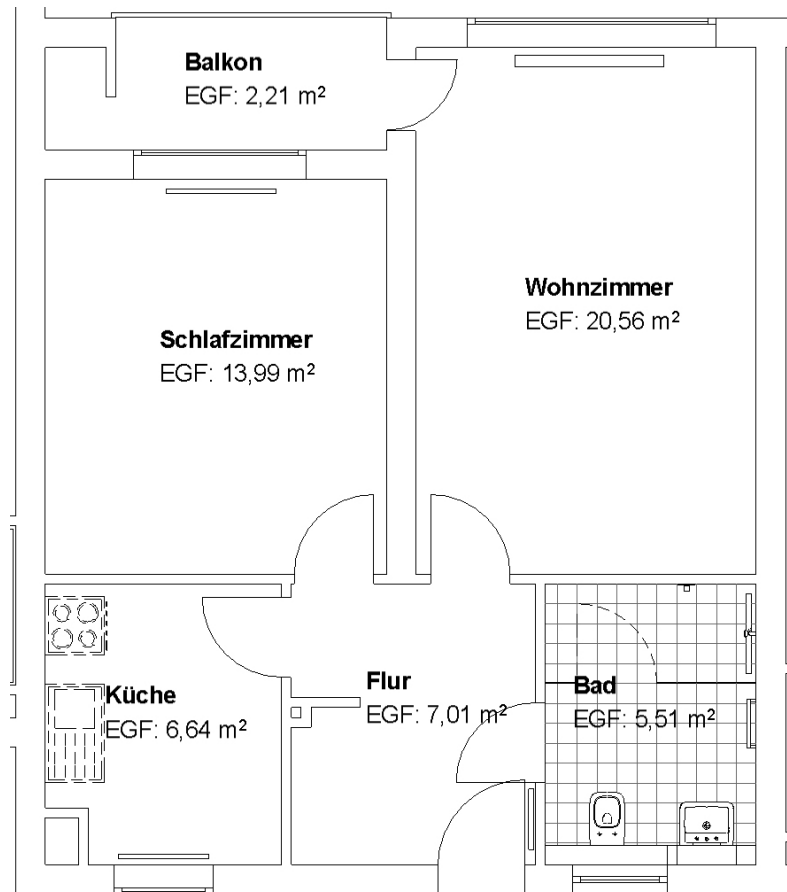 Balkon
EGF: 2,21 m²
Wohnzimmer
EGF: 20,56 m²
Schlafzimmer
EGF: 13,99 m²
Küche
EGF: 6,64 m²
Flur
EGF: 7,01 m²
Bad
EGF: 5,51 m²